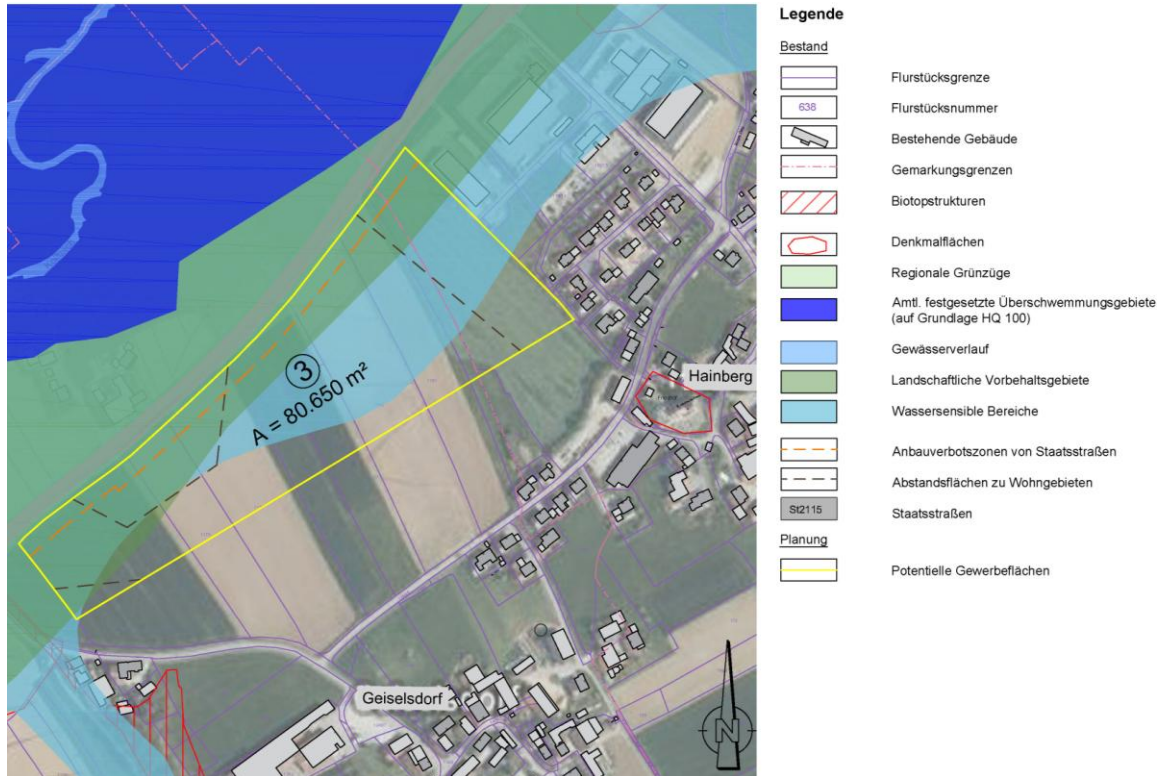 3
A = 80.650 m²
Hainberg
Geiselsdorf
N
Legende
Bestand
Flurstücksgrenze
638
Flurstücksnummer
Bestehende Gebäude
Gemarkungsgrenzen
Biotopstrukturen
Denkmalflächen
Regionale Grünzüge
Amtl. festgesetzte Überschwemmungsgebiete
(auf Grundlage HQ 100)
Gewässerverlauf
Landschaftliche Vorbehaltsgebiete
Wassersensible Bereiche
Anbauverbotszonen von Staatsstraßen
Abstandsflächen zu Wohngebieten
St2115
Staatsstraßen
Planung
Potentielle Gewerbeflächen